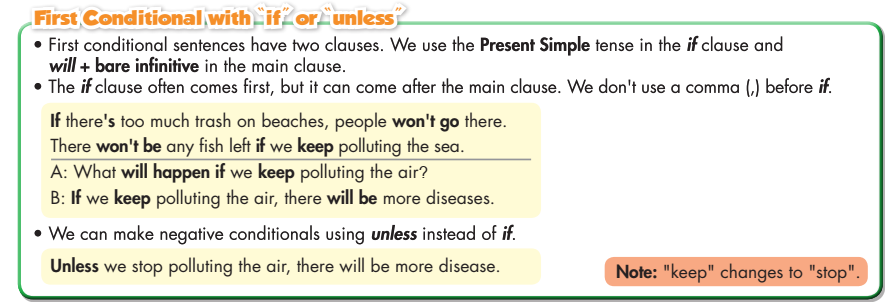 First Conditional with "if" or "unless"
• First conditional sentences have two clauses. We use the Present Simple tense in the if clause and
will + bare infinitive in the main clause.
• The if clause often comes first, but it can come after the main clause. We don't use a comma (,) before if.
If there's too much trash on beaches, people won't go there.
There won't be any fish left if we keep polluting the sea.
A: What will happen if we keep polluting the air?
B: If we keep polluting the air, there will be more diseases.
• We can make negative conditionals using unless instead of if.
Unless we stop polluting the air, there will be more disease.
Note: "keep" changes to "stop".